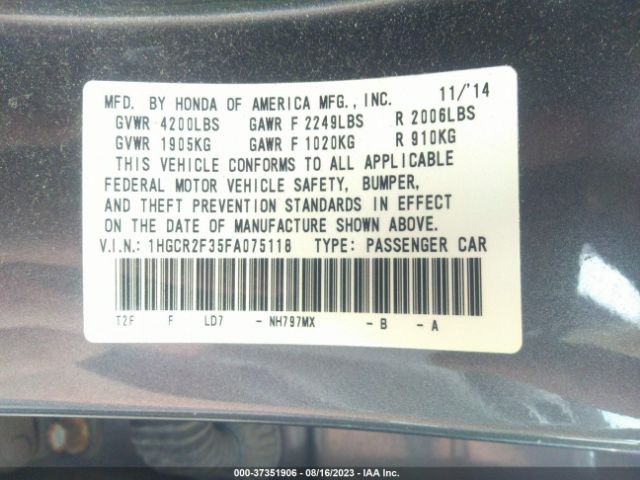 MFD. BY HONDA OF AMERICA MFG., INC. 11/'14
GVWR 4200LBS GAWR F 2249LBS R 2006LBS
GVWR 1905KG GAWR F 1020KG R 910KG
THIS VEHICLE CONFORMS TO ALL APPLICABLE
FEDERAL MOTOR VEHICLE SAFETY, BUMPER,
AND THEFT PREVENTION STANDARDS IN EFFECT
ON THE DATE OF MANUFACTURE SHOWN ABOVE.
V.I.N.: 1HGCR2F35FA075118 TYPE: PASSENGER CAR
T2F F LD7 - NH797MX - B - A
000-37351906 - 08/16/2023 - IAA Inc.